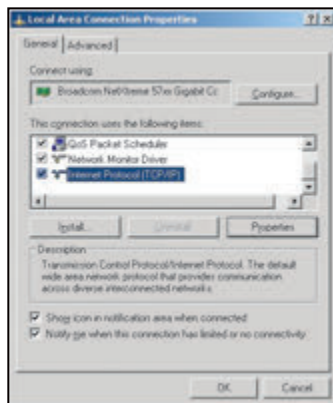 Local Area Connection Properties
General Advanced
Connect using:
Broadcom NetXtreme 57xx Gigabit Cc
Configure...
This connection uses the following items:
QoS Packet Scheduler
Network Monitor Driver
Internet Protocol (TCP/IP)
Install... Uninstall Properties
Description
Transmission Control Protocol/Internet Protocol. The default
wide area network protocol that provides communication
across diverse interconnected networks.
Show icon in notification area when connected
Notify me when this connection has limited or no connectivity
OK Cancel